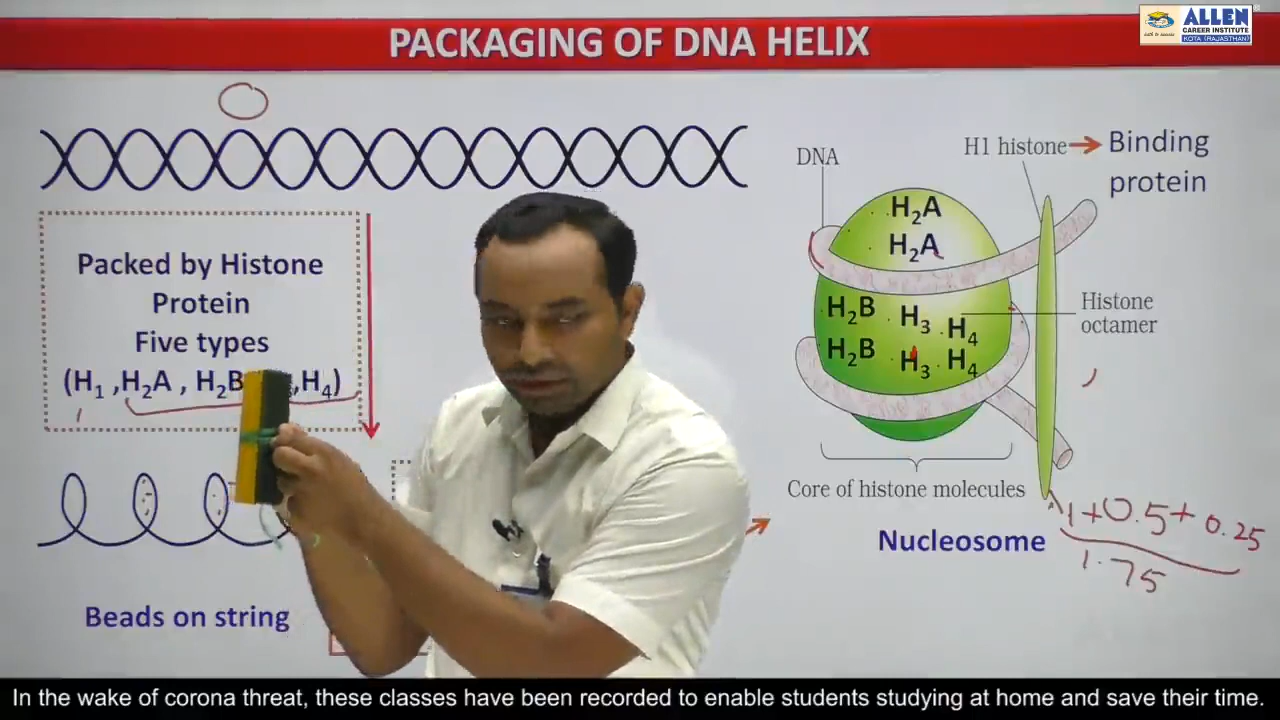 PACKAGING OF DNA HELIX
ALLEN
CAREER INSTITUTE
KOTA (RAJASTHAN)
Packed by Histone
Protein
Five types
(H₁ ,H₂A , H₂B ,H₄)
Beads on string
DNA
H1 histone
Binding
protein
H₂A
H₂A
H₂B H₃ H₄
H₂B H₃ H₄
Histone
octamer
Core of histone molecules
Nucleosome
1+0.5+0.25
1.75
In the wake of corona threat, these classes have been recorded to enable students studying at home and save their time.